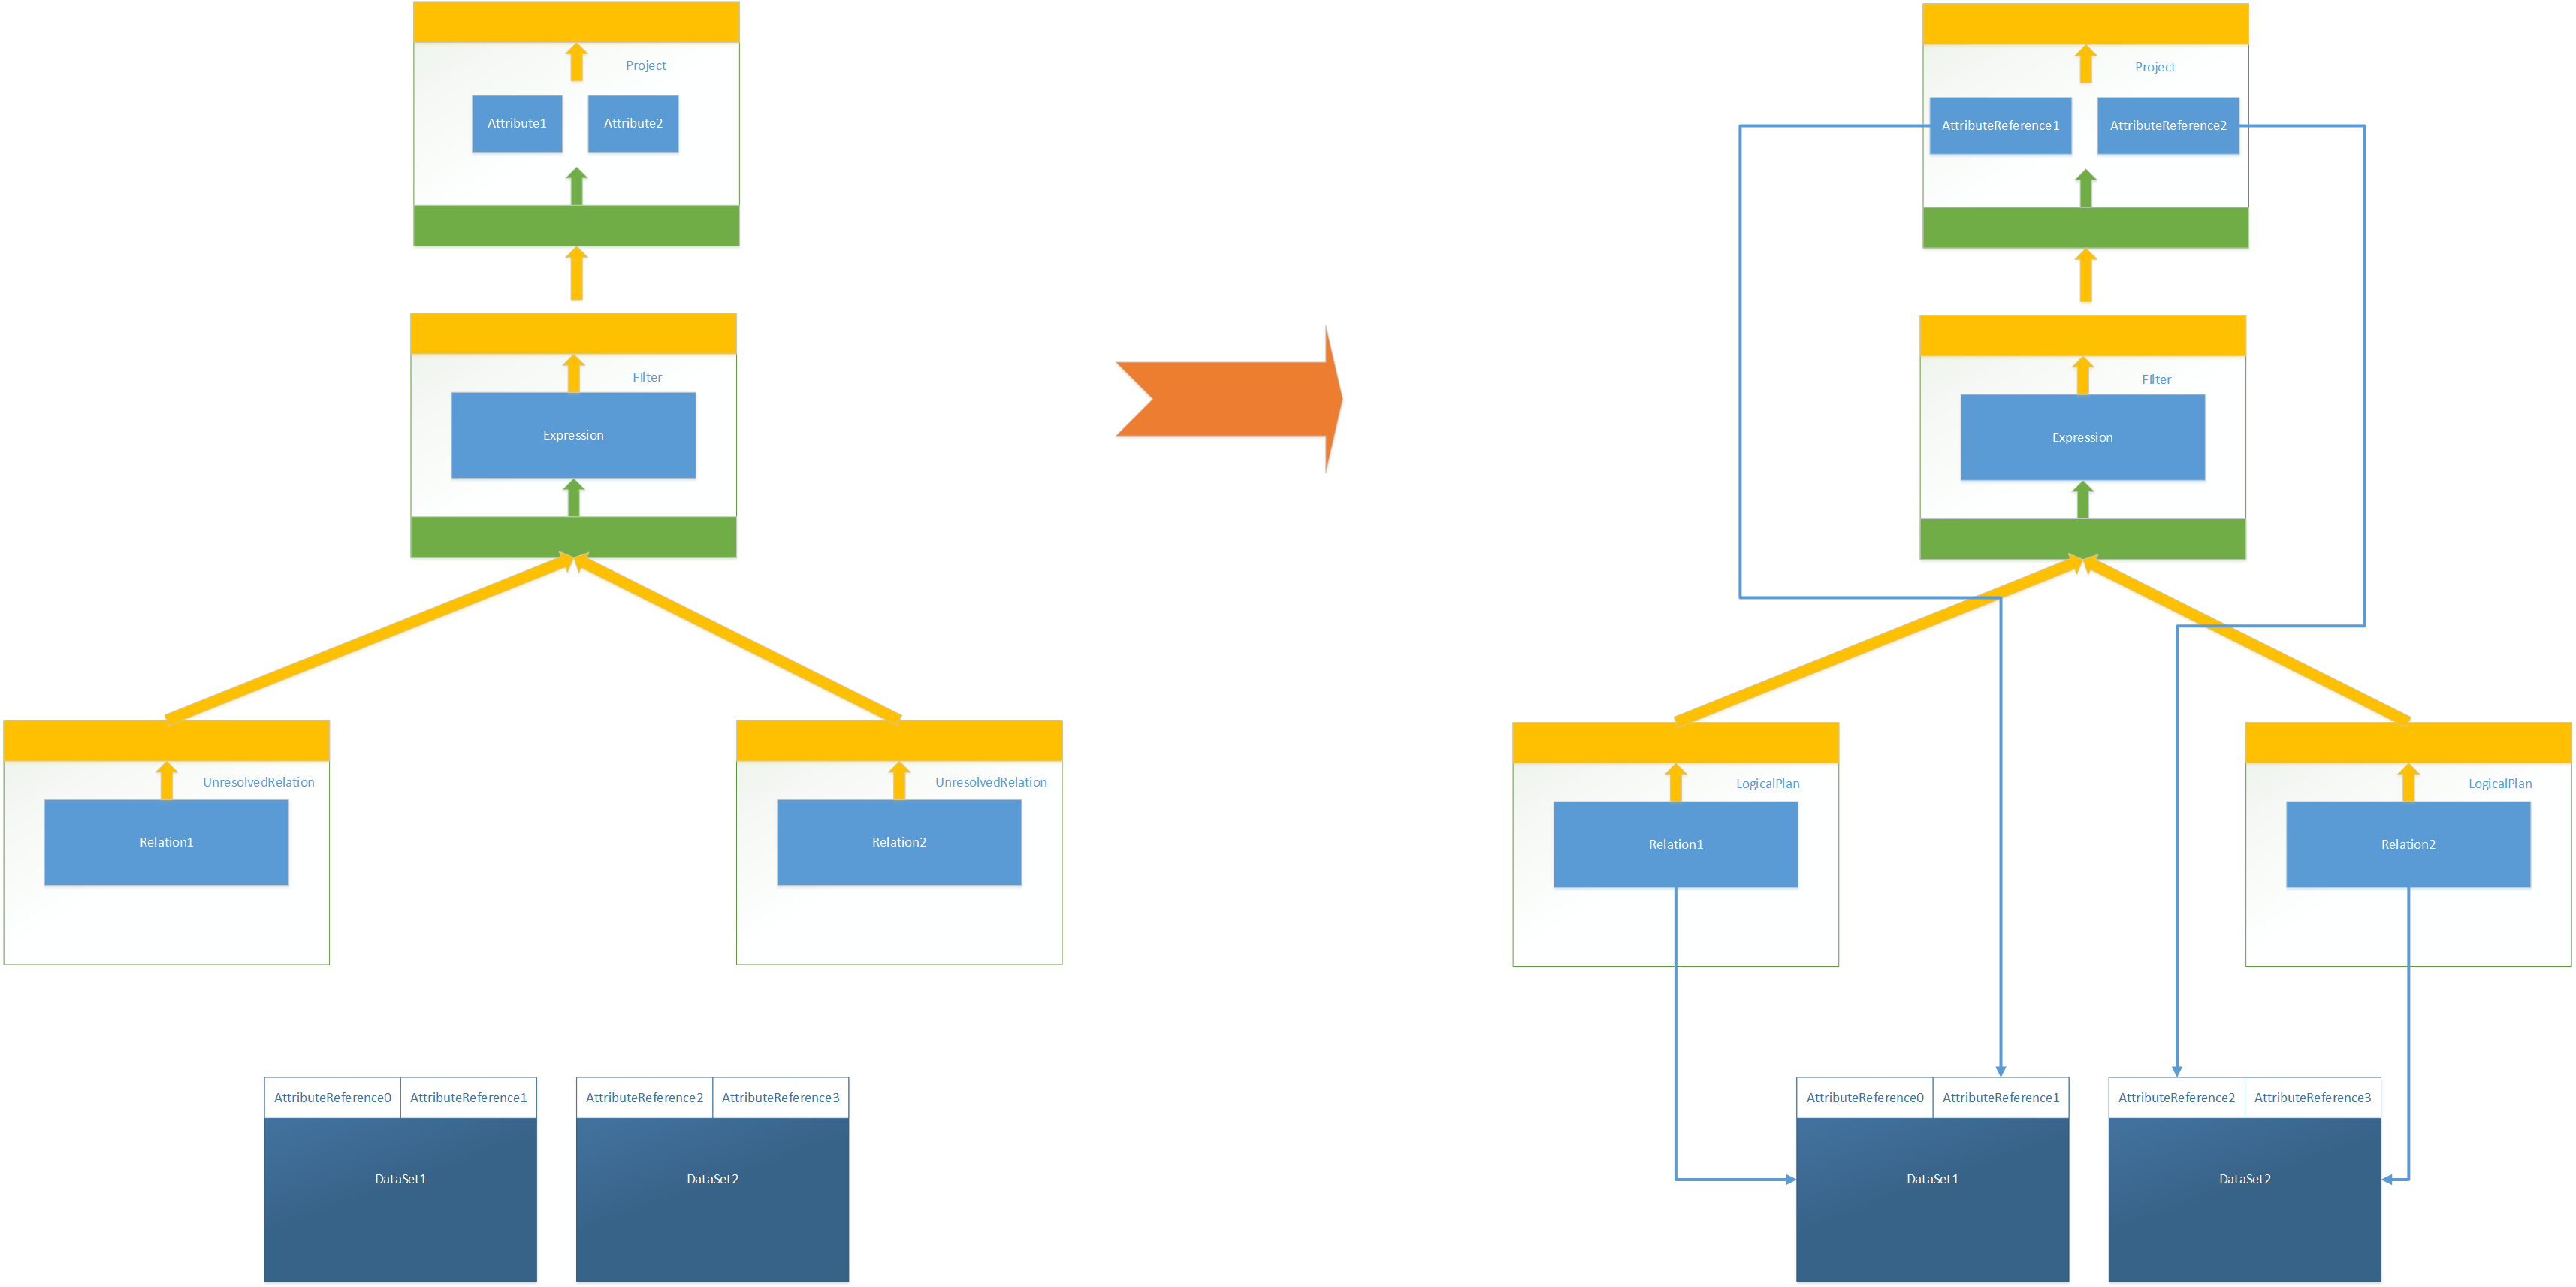 Project
Attribute1
Attribute2
FIlter
Expression
UnresolvedRelation
Relation1
UnresolvedRelation
Relation2
AttributeReference0
AttributeReference1
DataSet1
AttributeReference2
AttributeReference3
DataSet2
Project
AttributeReference1
AttributeReference2
FIlter
Expression
LogicalPlan
Relation1
LogicalPlan
Relation2
AttributeReference0
AttributeReference1
DataSet1
AttributeReference2
AttributeReference3
DataSet2